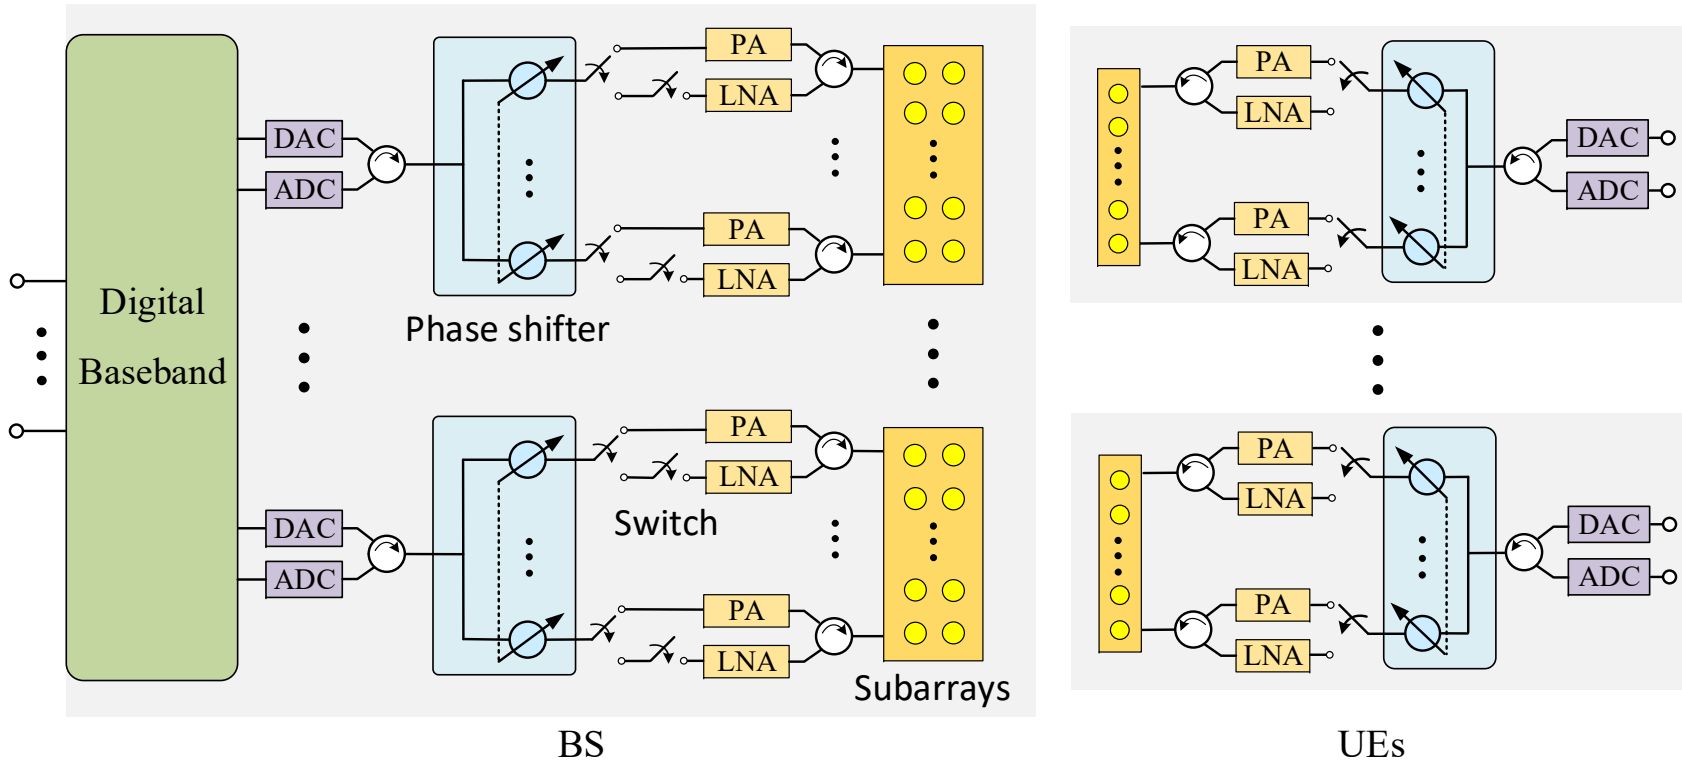 PA
LNA
DAC
ADC
PA
LNA
Phase shifter
Digital
Baseband
PA
LNA
Switch
DAC
ADC
PA
LNA
Subarrays
BS
PA
LNA
DAC
ADC
PA
LNA
PA
LNA
DAC
ADC
PA
LNA
UEs